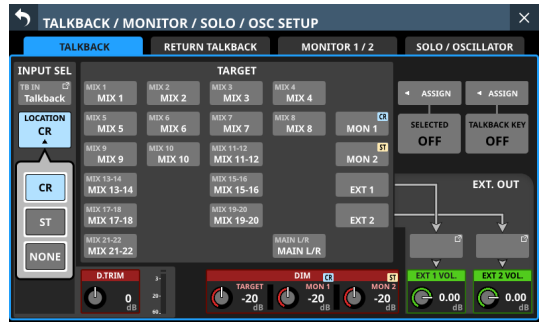 TALKBACK / MONITOR / SOLO / OSC SETUP
TALKBACK
RETURN TALKBACK
MONITOR 1 / 2
SOLO / OSCILLATOR
INPUT SEL
TARGET
TB IN
Talkback
MIX 1
MIX 1
MIX 2
MIX 2
MIX 3
MIX 3
MIX 4
MIX 4
ASSIGN
ASSIGN
LOCATION
CR
MIX 5
MIX 5
MIX 6
MIX 6
MIX 7
MIX 7
MIX 8
MIX 8
CR
MON 1
SELECTED
OFF
TALKBACK KEY
OFF
MIX 9
MIX 9
MIX 10
MIX 10
MIX 11-12
MIX 11-12
ST
MON 2
CR
MIX 13-14
MIX 13-14
MIX 15-16
MIX 15-16
EXT 1
EXT. OUT
ST
MIX 17-18
MIX 17-18
MIX 19-20
MIX 19-20
EXT 2
NONE
MIX 21-22
MIX 21-22
MAIN L/R
MAIN L/R
D.TRIM
0
dB
3-
20-
60-
DIM
CR
ST
TARGET
-20
dB
MON 1
-20
dB
MON 2
-20
dB
EXT 1 VOL.
0.00
dB
EXT 2 VOL.
0.00
dB